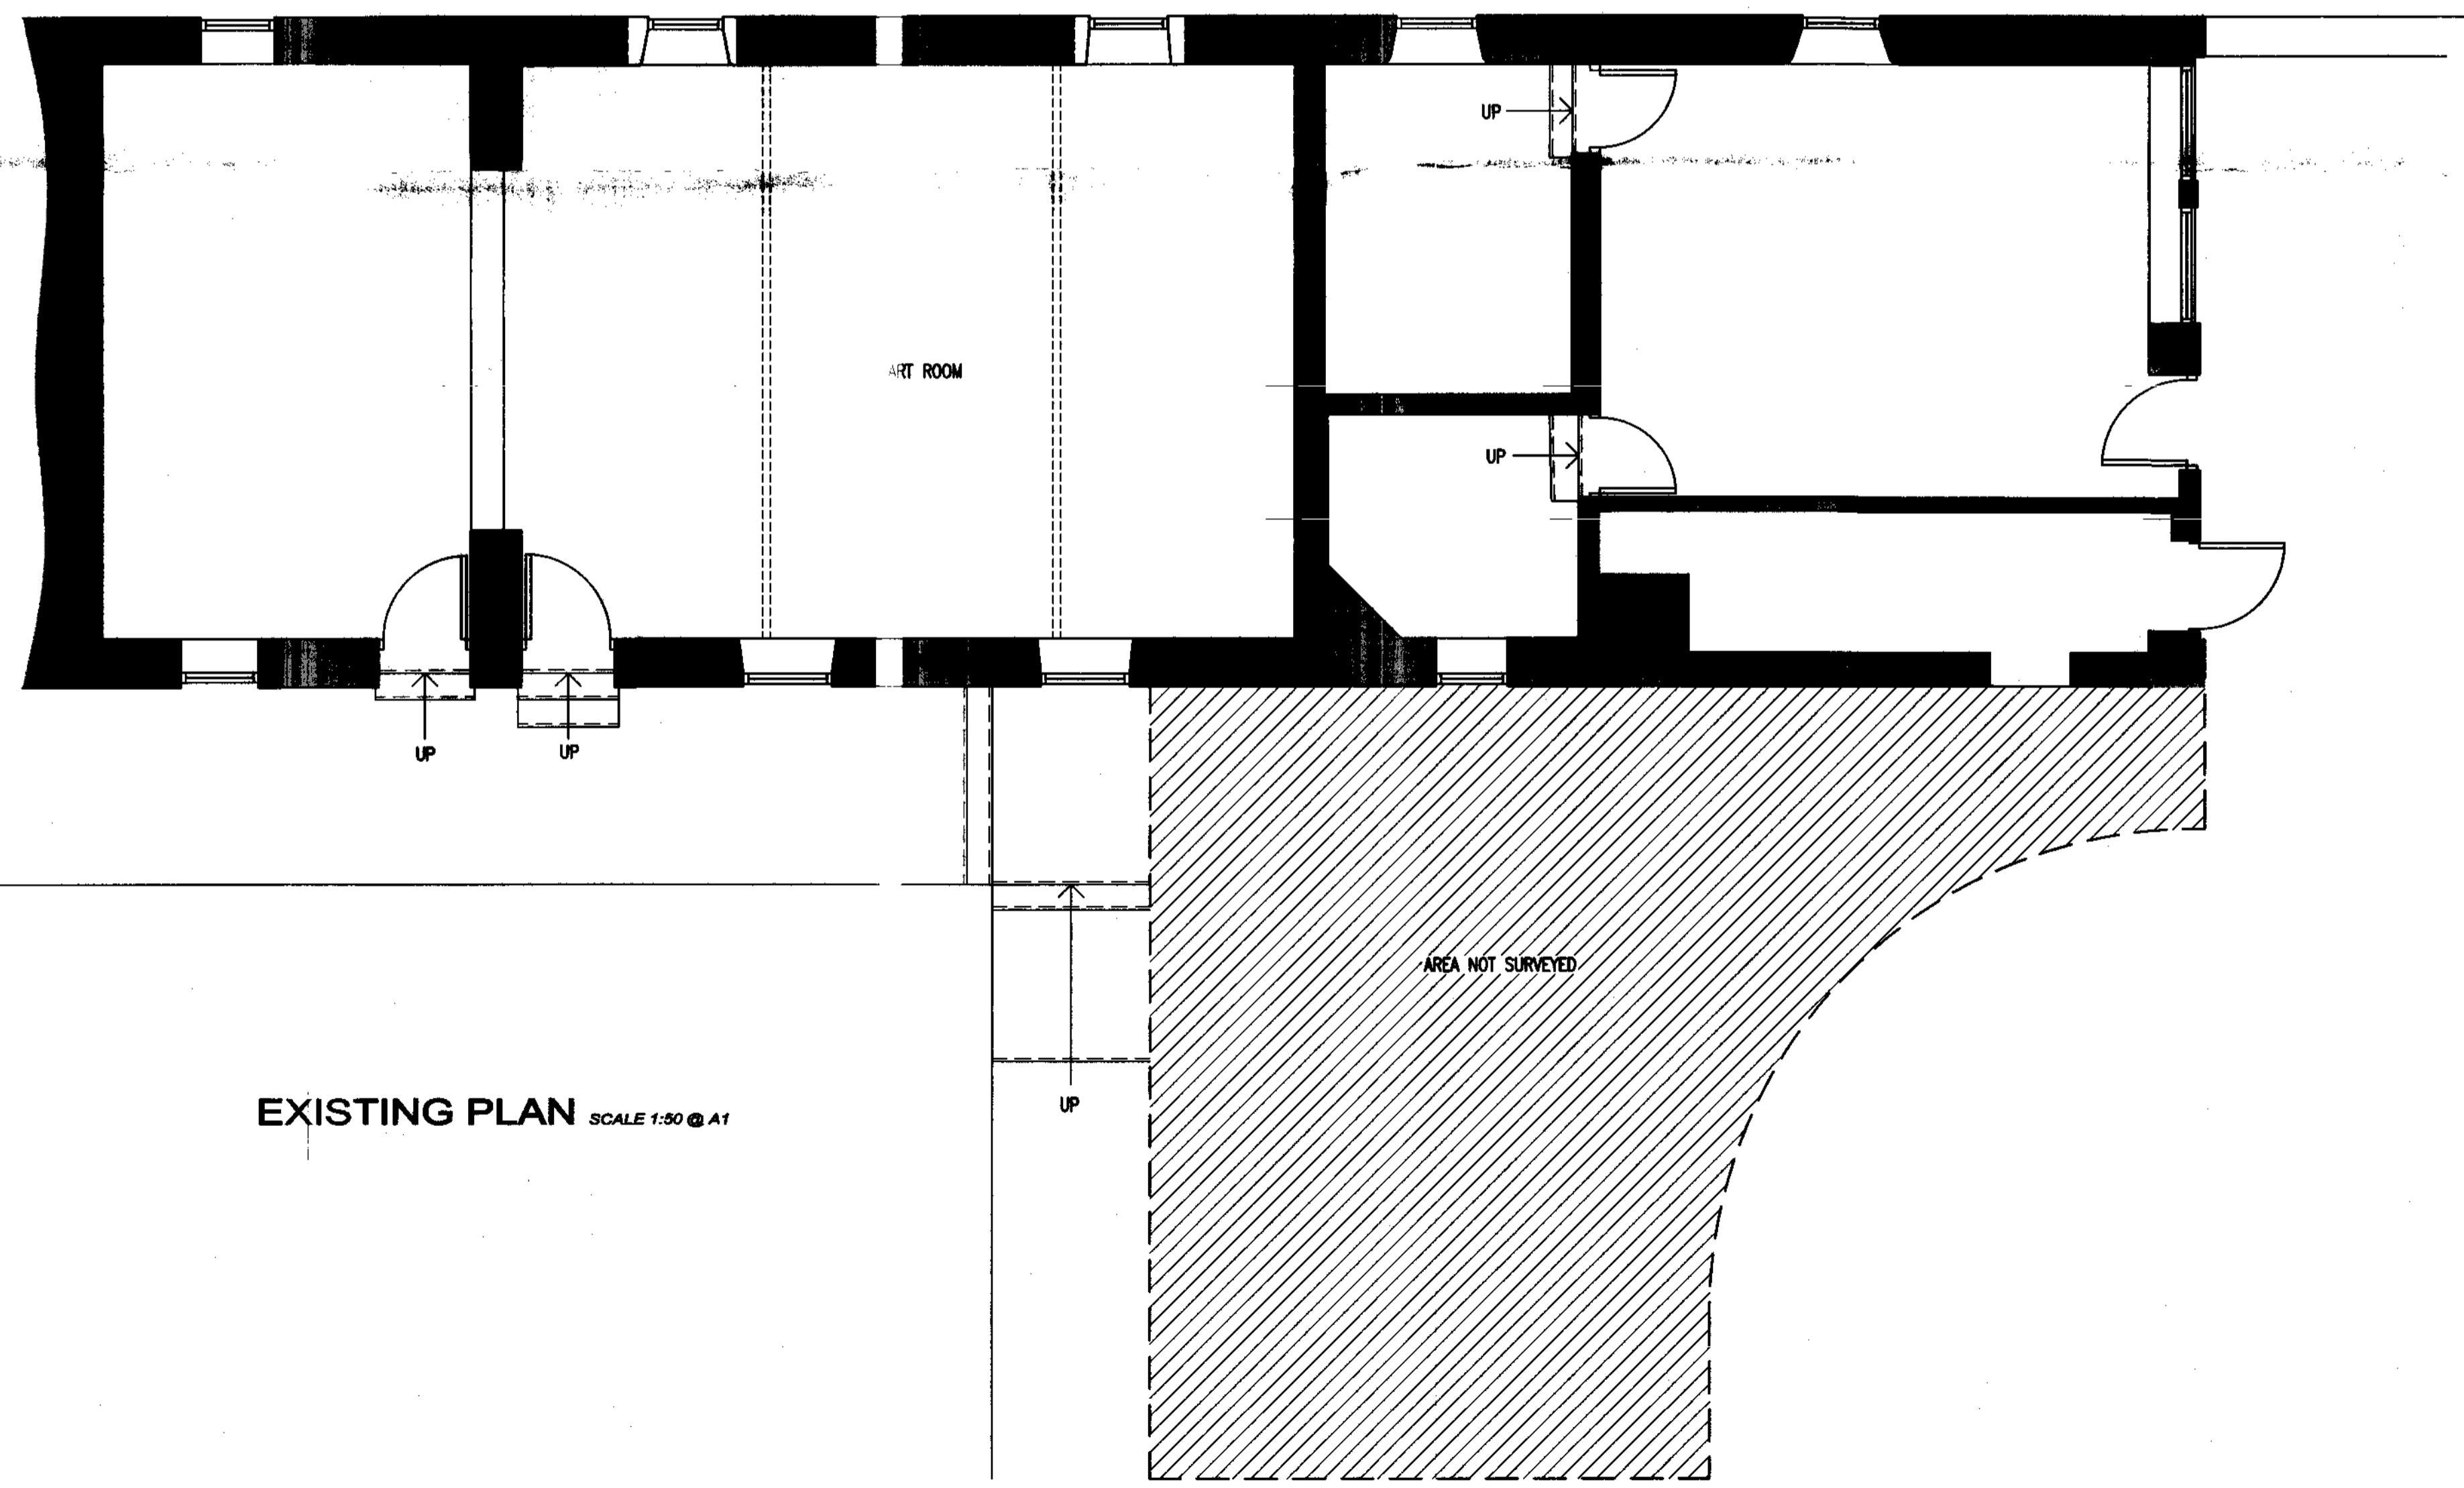 UP
ART ROOM
UP
UP
UP
AREA NOT SURVEYED
EXISTING PLAN SCALE 1:50 @ A1
UP